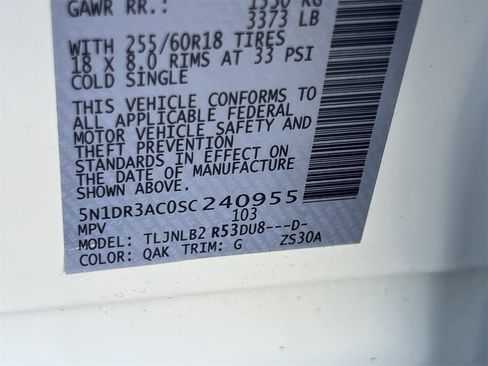 GAWR RR.: 1530 KG
3373 LB
WITH 255/60R18 TIRES
18 X 8.0 RIMS AT 33 PSI
COLD SINGLE
THIS VEHICLE CONFORMS TO
ALL APPLICABLE FEDERAL
MOTOR VEHICLE SAFETY AND
THEFT PREVENTION
STANDARDS IN EFFECT ON
THE DATE OF MANUFACTURE
SHOWN ABOVE.
5N1DR3AC0SC240955
MPV 103
MODEL: TLJNLB2 R53DU8---D-
COLOR: QAK TRIM: G ZS30A